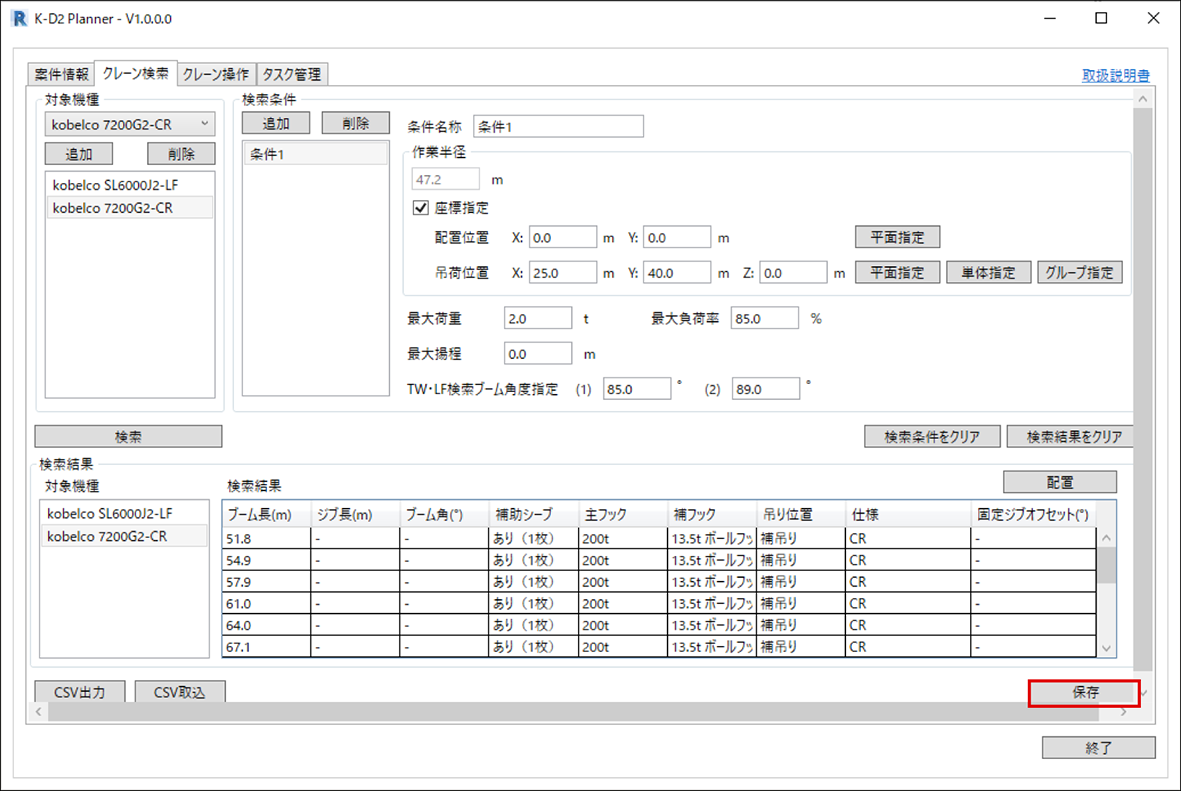 K-D2 Planner - V1.0.0.0
案件情報 クレーン検索 クレーン操作 タスク管理
取扱説明書
対象機種
kobelco 7200G2-CR
追加 削除
kobelco SL6000J2-LF
kobelco 7200G2-CR
検索条件
追加 削除
条件1
条件名称 条件1
作業半径
47.2 m
座標指定
配置位置 X: 0.0 m Y: 0.0 m 平面指定
吊荷位置 X: 25.0 m Y: 40.0 m Z: 0.0 m 平面指定 単体指定 グループ指定
最大荷重 2.0 t 最大負荷率 85.0 %
最大揚程 0.0 m
TW・LF検索ブーム角度指定 (1) 85.0 ° (2) 89.0 °
検索 検索条件をクリア 検索結果をクリア
検索結果
対象機種
kobelco SL6000J2-LF
kobelco 7200G2-CR
検索結果 配置
ブーム長(m) ジブ長(m) ブーム角(°) 補助シーブ 主フック 補フック 吊り位置 仕様 固定ジブオフセット(°)
51.8 - - あり（1枚） 200t 13.5t ボールフッ 補吊り CR -
54.9 - - あり（1枚） 200t 13.5t ボールフッ 補吊り CR -
57.9 - - あり（1枚） 200t 13.5t ボールフッ 補吊り CR -
61.0 - - あり（1枚） 200t 13.5t ボールフッ 補吊り CR -
64.0 - - あり（1枚） 200t 13.5t ボールフッ 補吊り CR -
67.1 - - あり（1枚） 200t 13.5t ボールフッ 補吊り CR -
CSV出力 CSV取込 保存
終了